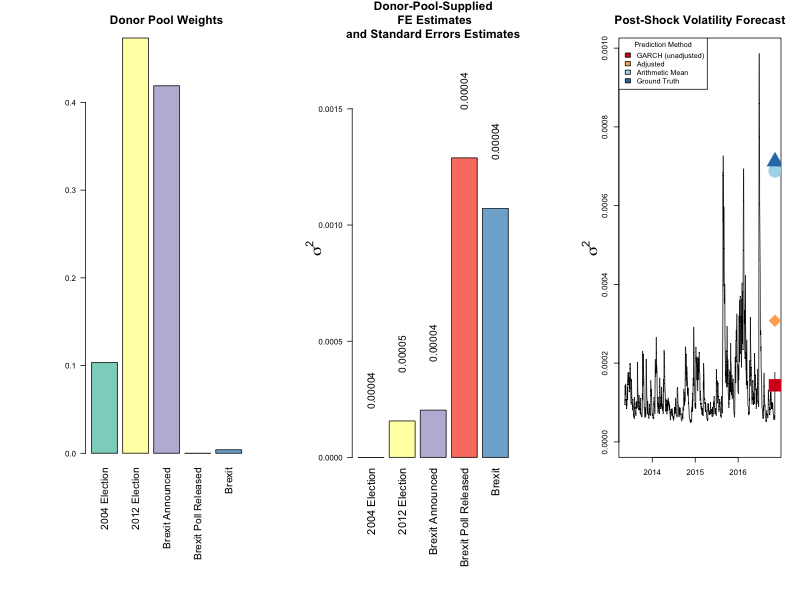 Donor Pool Weights
0.0
0.1
0.2
0.3
0.4
2004 Election
2012 Election
Brexit Announced
Brexit Poll Released
Brexit
Donor-Pool-Supplied
FE Estimates
and Standard Errors Estimates
σ²
0.0000
0.0005
0.0010
0.0015
0.00004
0.00005
0.00004
0.00004
0.00004
2004 Election
2012 Election
Brexit Announced
Brexit Poll Released
Brexit
Post-Shock Volatility Forecast
σ²
0.0000
0.0002
0.0004
0.0006
0.0008
0.0010
Prediction Method
GARCH (unadjusted)
Adjusted
Arithmetic Mean
Ground Truth
2014
2015
2016